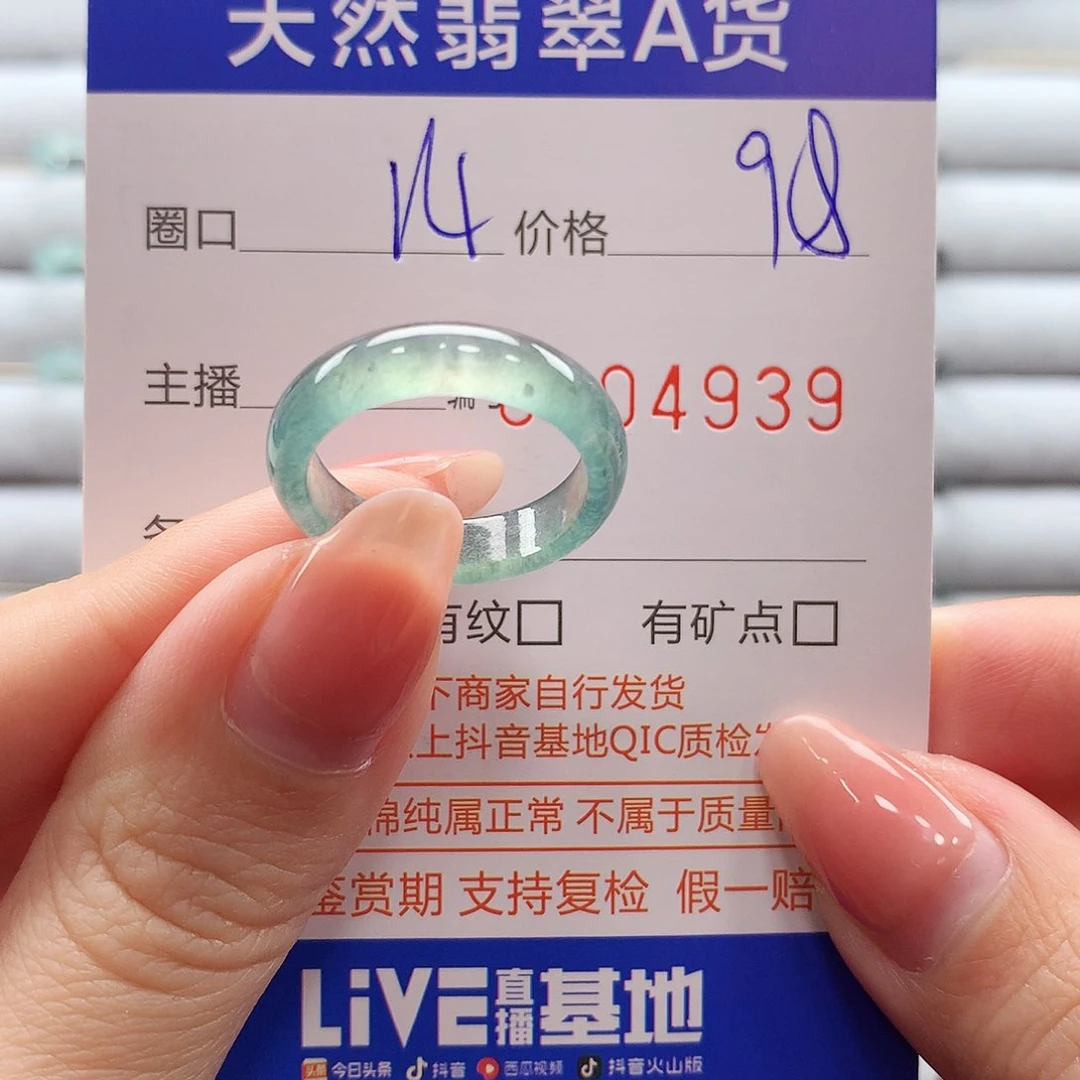 天然翡翠A货
圈口 14 价格 98
主播 编 04939
有纹□ 有矿点□
下商家自行发货
上抖音基地QIC质检发
棉纯属正常 不属于质量
鉴赏期 支持复检 假一赔
LiVE直播基地
头条 今日头条 抖音 西瓜视频 抖音火山版